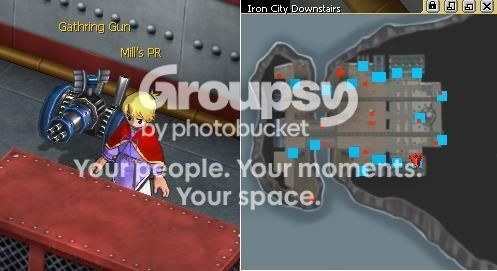 Iron City Downstairs
Gathring Gun
Mill's PR
Groupsy
by photobucket
Your people. Your moments.
Your space.